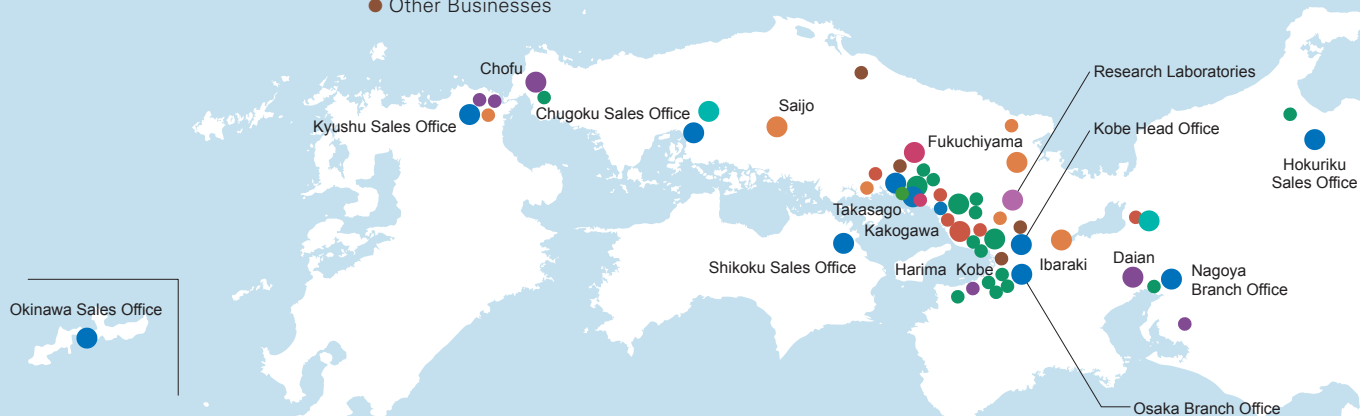 Other Businesses
Chofu
Research Laboratories
Chugoku Sales Office
Saijo
Kyushu Sales Office
Kobe Head Office
Fukuchiyama
Hokuriku
Sales Office
Takasago
Kakogawa
Shikoku Sales Office
Harima
Kobe
Ibaraki
Daian
Nagoya
Branch Office
Okinawa Sales Office
Osaka Branch Office